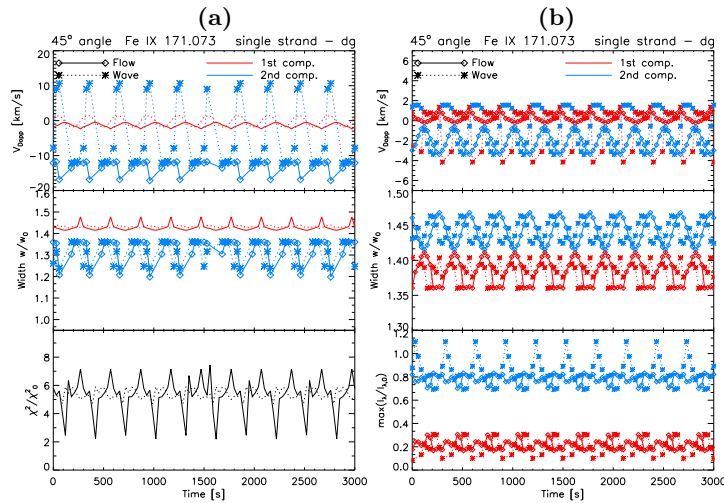 (a)
45° angle Fe IX 171.073 single strand − dg
Flow 1st comp.
Wave 2nd comp.
V_Dopp [km/s]
20
10
0
−10
−20
Width w/w_0
1.6
1.5
1.4
1.3
1.2
1.1
1.0
χ²/χ²_0
8
6
4
2
0
0 500 1000 1500 2000 2500 3000
Time [s]
(b)
45° angle Fe IX 171.073 single strand − dg
Flow 1st comp.
Wave 2nd comp.
V_Dopp [km/s]
6
4
2
0
−2
−4
−6
Width w/w_0
1.50
1.45
1.40
1.35
1.30
max(I_λ/I_λ,0)
1.2
1.0
0.8
0.6
0.4
0.2
0.0
0 500 1000 1500 2000 2500 3000
Time [s]